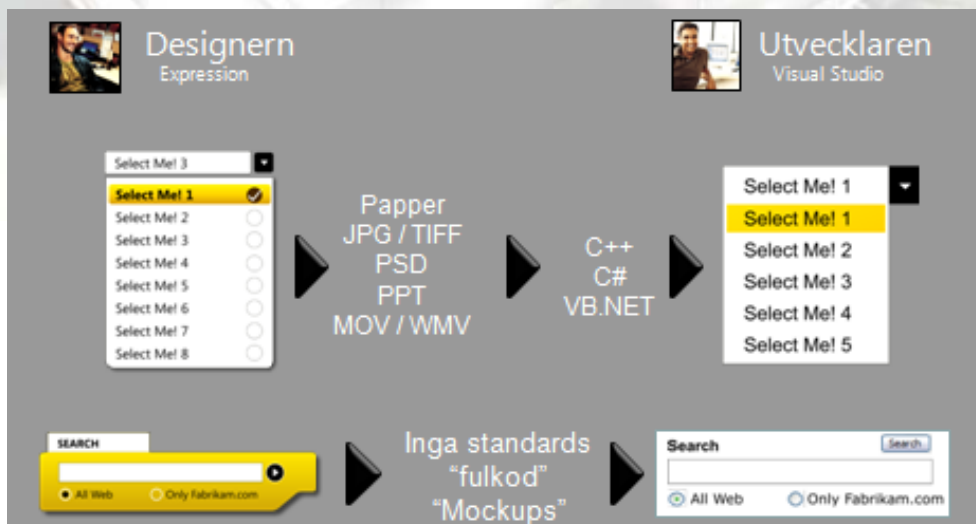 Designern
Expression
Utvecklaren
Visual Studio
Select Me! 3
Select Me! 1
Select Me! 2
Select Me! 3
Select Me! 4
Select Me! 5
Select Me! 6
Select Me! 7
Select Me! 8
Papper
JPG / TIFF
PSD
PPT
MOV / WMV
C++
C#
VB.NET
Select Me! 1
Select Me! 1
Select Me! 2
Select Me! 3
Select Me! 4
Select Me! 5
SEARCH
All Web Only Fabrikam.com
Inga standards
“fulkod”
“Mockups”
Search Search
All Web Only Fabrikam.com